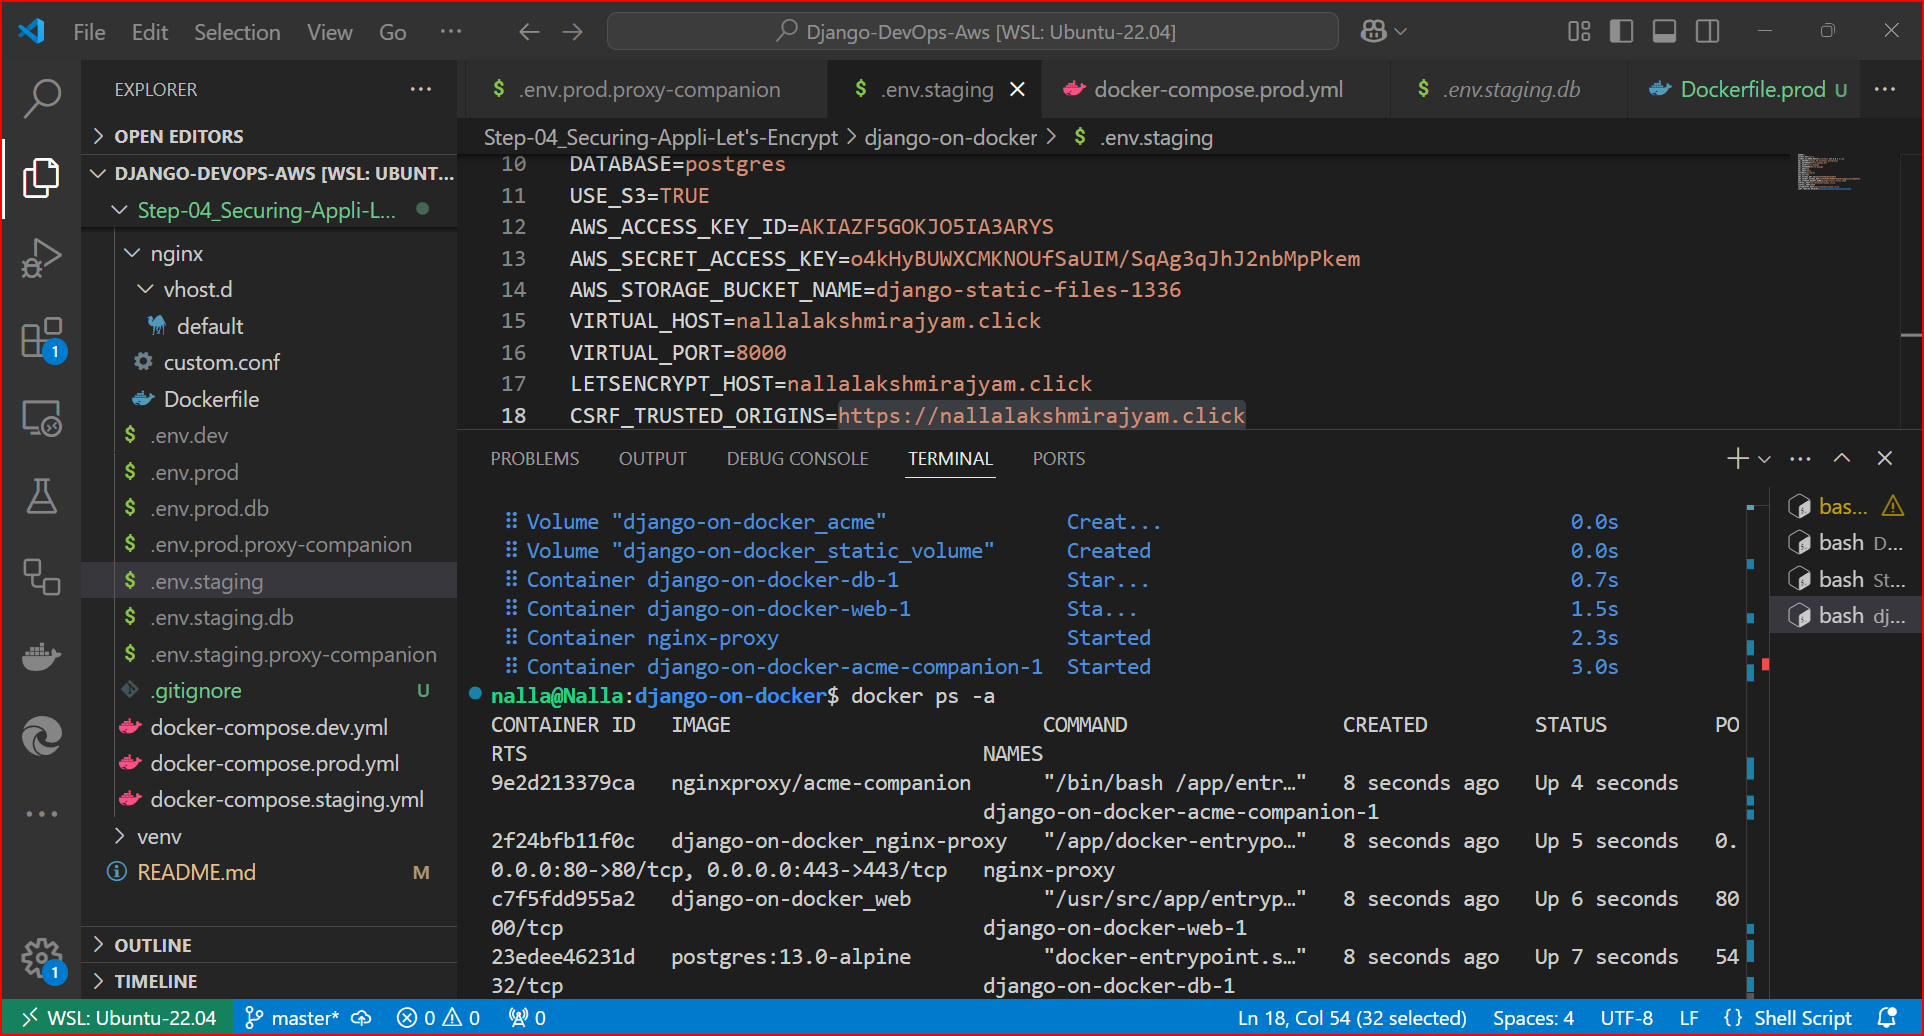 File Edit Selection View Go ···
Django-DevOps-Aws [WSL: Ubuntu-22.04]
EXPLORER ···
$ .env.prod.proxy-companion
$ .env.staging
docker-compose.prod.yml
$ .env.staging.db
Dockerfile.prod U ···
Step-04_Securing-Appli-Let's-Encrypt > django-on-docker > $ .env.staging
OPEN EDITORS
DJANGO-DEVOPS-AWS [WSL: UBUNT...
Step-04_Securing-Appli-L...
nginx
vhost.d
default
custom.conf
Dockerfile
$ .env.dev
$ .env.prod
$ .env.prod.db
$ .env.prod.proxy-companion
$ .env.staging
$ .env.staging.db
$ .env.staging.proxy-companion
.gitignore U
docker-compose.dev.yml
docker-compose.prod.yml
docker-compose.staging.yml
venv
README.md M
OUTLINE
TIMELINE
1
1
10 DATABASE=postgres
11 USE_S3=TRUE
12 AWS_ACCESS_KEY_ID=AKIAZF5GOKJO5IA3ARYS
13 AWS_SECRET_ACCESS_KEY=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
14 AWS_STORAGE_BUCKET_NAME=django-static-files-1336
15 VIRTUAL_HOST=nallalakshmirajyam.click
16 VIRTUAL_PORT=8000
17 LETSENCRYPT_HOST=nallalakshmirajyam.click
18 CSRF_TRUSTED_ORIGINS=https://nallalakshmirajyam.click
PROBLEMS OUTPUT DEBUG CONSOLE TERMINAL PORTS
Volume "django-on-docker_acme" Creat... 0.0s
Volume "django-on-docker_static_volume" Created 0.0s
Container django-on-docker-db-1 Star... 0.7s
Container django-on-docker-web-1 Sta... 1.5s
Container nginx-proxy Started 2.3s
Container django-on-docker-acme-companion-1 Started 3.0s
nalla@Nalla:django-on-docker$ docker ps -a
CONTAINER ID IMAGE COMMAND CREATED STATUS PO
RTS NAMES
9e2d213379ca nginxproxy/acme-companion "/bin/bash /app/entr…" 8 seconds ago Up 4 seconds
django-on-docker-acme-companion-1
2f24bfb11f0c django-on-docker_nginx-proxy "/app/docker-entrypo…" 8 seconds ago Up 5 seconds 0.
0.0.0:80->80/tcp, 0.0.0.0:443->443/tcp nginx-proxy
c7f5fdd955a2 django-on-docker_web "/usr/src/app/entryp…" 8 seconds ago Up 6 seconds 80
00/tcp django-on-docker-web-1
23edee46231d postgres:13.0-alpine "docker-entrypoint.s…" 8 seconds ago Up 7 seconds 54
32/tcp django-on-docker-db-1
bas...
bash D...
bash St...
bash dj...
WSL: Ubuntu-22.04 master* 0 0 0 Ln 18, Col 54 (32 selected) Spaces: 4 UTF-8 LF {} Shell Script